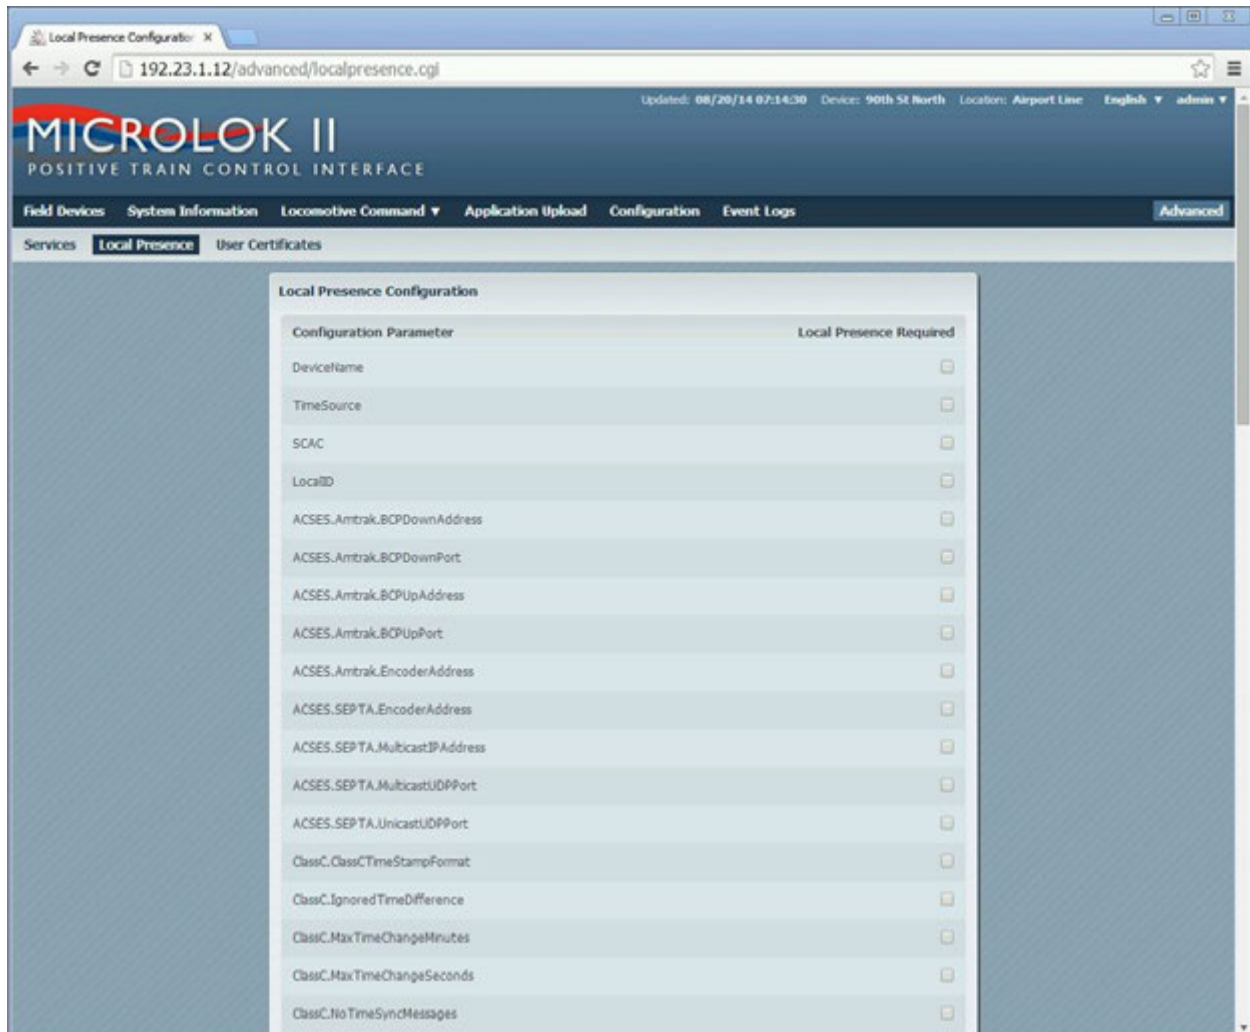 Local Presence Configuration
192.23.1.12/advanced/localpresence.cgi
Updated: 08/20/14 07:14:30 Device: 90th St North Location: Airport Line English ▼ admin ▼
MICROLOK II
POSITIVE TRAIN CONTROL INTERFACE
Field Devices System Information Locomotive Command ▼ Application Upload Configuration Event Logs Advanced
Services Local Presence User Certificates
Local Presence Configuration
Configuration Parameter Local Presence Required
DeviceName
TimeSource
SCAC
LocalID
ACSES.Amtrak.BCPDownAddress
ACSES.Amtrak.BCPDownPort
ACSES.Amtrak.BCPUpAddress
ACSES.Amtrak.BCPUpPort
ACSES.Amtrak.EncoderAddress
ACSES.SEPTA.EncoderAddress
ACSES.SEPTA.MulticastIPAddress
ACSES.SEPTA.MulticastUDPPort
ACSES.SEPTA.UnicastUDPPort
ClassC.ClassCTimeStampFormat
ClassC.IgnoredTimeDifference
ClassC.MaxTimeChangeMinutes
ClassC.MaxTimeChangeSeconds
ClassC.NoTimeSyncMessages